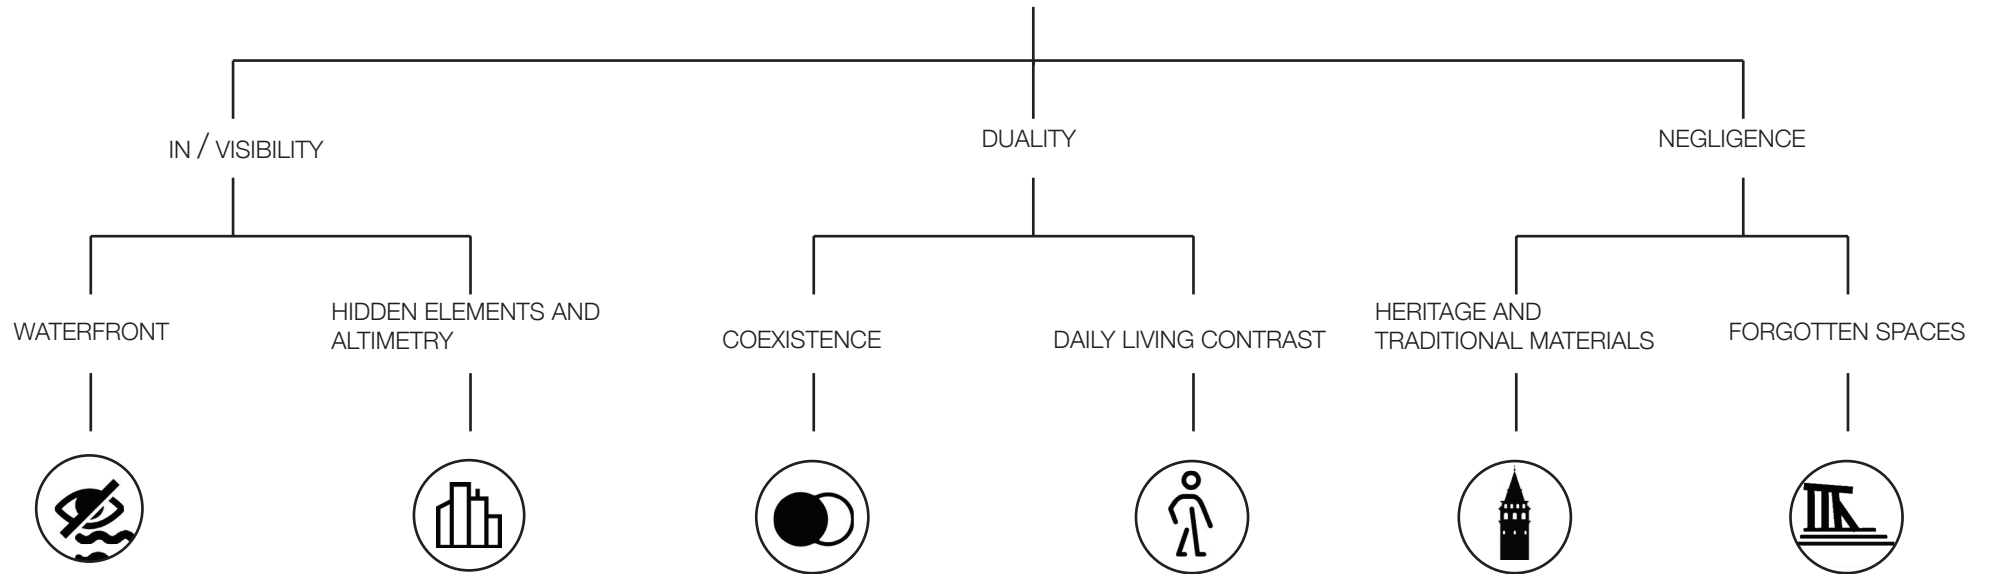 IN / VISIBILITY
DUALITY
NEGLIGENCE
WATERFRONT
HIDDEN ELEMENTS AND
ALTIMETRY
COEXISTENCE
DAILY LIVING CONTRAST
HERITAGE AND
TRADITIONAL MATERIALS
FORGOTTEN SPACES